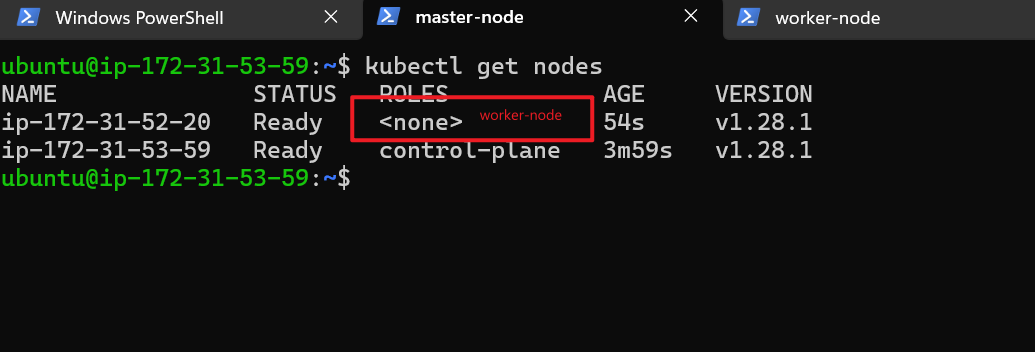 Windows PowerShell master-node worker-node
ubuntu@ip-172-31-53-59:~$ kubectl get nodes
NAME STATUS ROLES AGE VERSION
ip-172-31-52-20 Ready <none> worker-node 54s v1.28.1
ip-172-31-53-59 Ready control-plane 3m59s v1.28.1
ubuntu@ip-172-31-53-59:~$